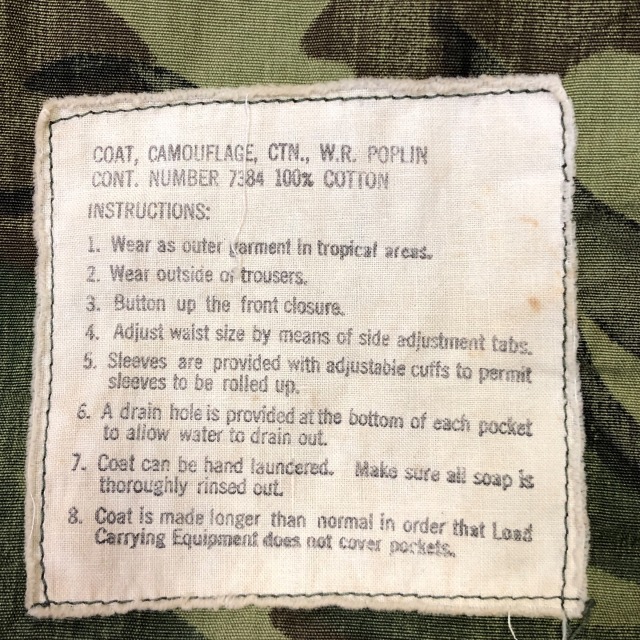 COAT, CAMOUFLAGE, CTN., W.R. POPLIN
CONT. NUMBER 7384 100% COTTON
INSTRUCTIONS:
1. Wear as outer garment in tropical areas.
2. Wear outside of trousers.
3. Button up the front closure.
4. Adjust waist size by means of side adjustment tabs.
5. Sleeves are provided with adjustable cuffs to permit
sleeves to be rolled up.
6. A drain hole is provided at the bottom of each pocket
to allow water to drain out.
7. Coat can be hand laundered. Make sure all soap is
thoroughly rinsed out.
8. Coat is made longer than normal in order that Load
Carrying Equipment does not cover pockets.